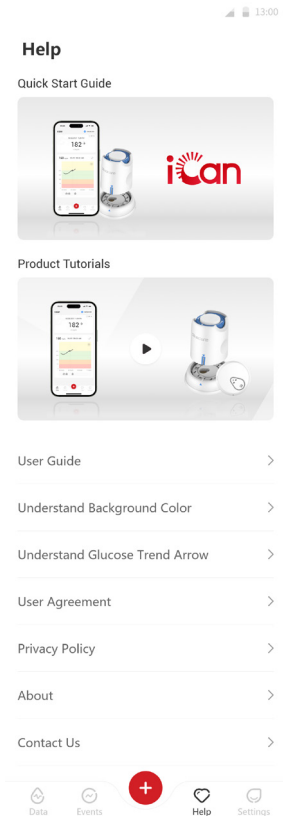 13:00
Help
Quick Start Guide
182
iCan
Product Tutorials
182
User Guide
Understand Background Color
Understand Glucose Trend Arrow
User Agreement
Privacy Policy
About
Contact Us
+
Data
Events
Help
Settings